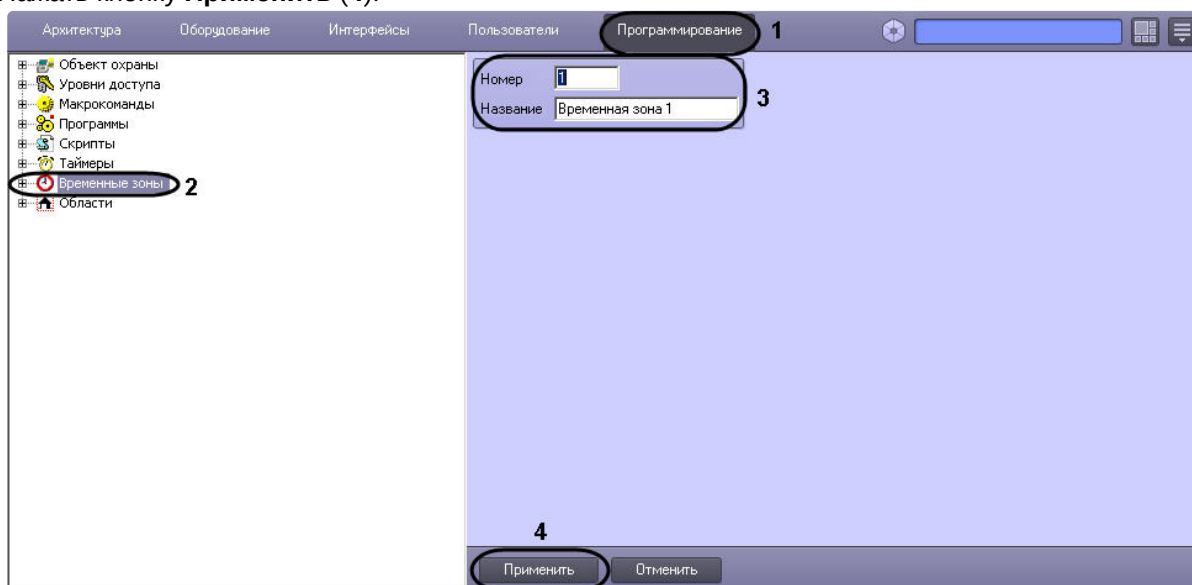 Нажать кнопку Применить (4).
Архитектура Оборудование Интерфейсы Пользователи Программирование 1
Объект охраны
Уровни доступа
Макрокоманды
Программы
Скрипты
Таймеры
Временные зоны 2
Области
Номер 1
Название Временная зона 1
3
4
Применить Отменить